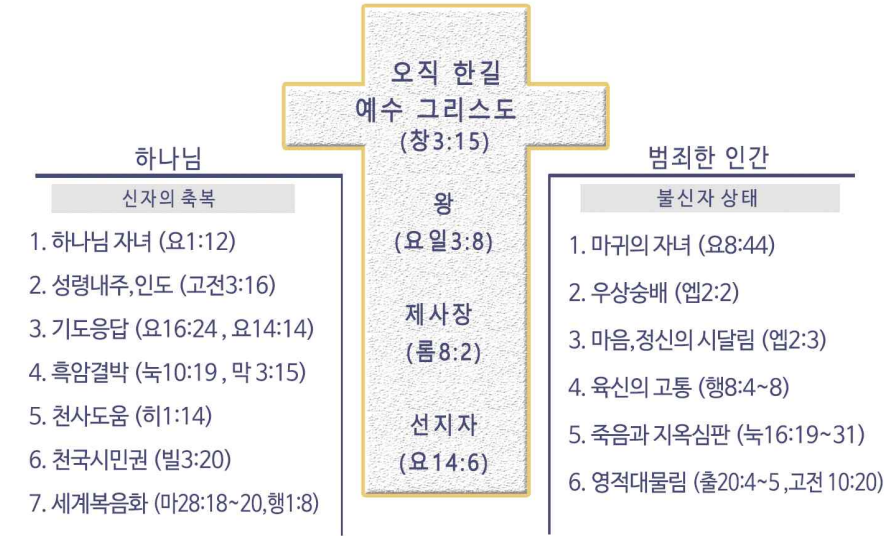 오직 한길
예수 그리스도
(창3:15)
왕
(요일3:8)
제사장
(롬8:2)
선지자
(요14:6)
하나님
신자의 축복
1. 하나님 자녀 (요1:12)
2. 성령내주,인도 (고전3:16)
3. 기도응답 (요16:24 , 요14:14)
4. 흑암결박 (눅10:19 , 막 3:15)
5. 천사도움 (히1:14)
6. 천국시민권 (빌3:20)
7. 세계복음화 (마28:18~20,행1:8)
범죄한 인간
불신자 상태
1. 마귀의 자녀 (요8:44)
2. 우상숭배 (엡2:2)
3. 마음,정신의 시달림 (엡2:3)
4. 육신의 고통 (행8:4~8)
5. 죽음과 지옥심판 (눅16:19~31)
6. 영적대물림 (출20:4~5 ,고전 10:20)